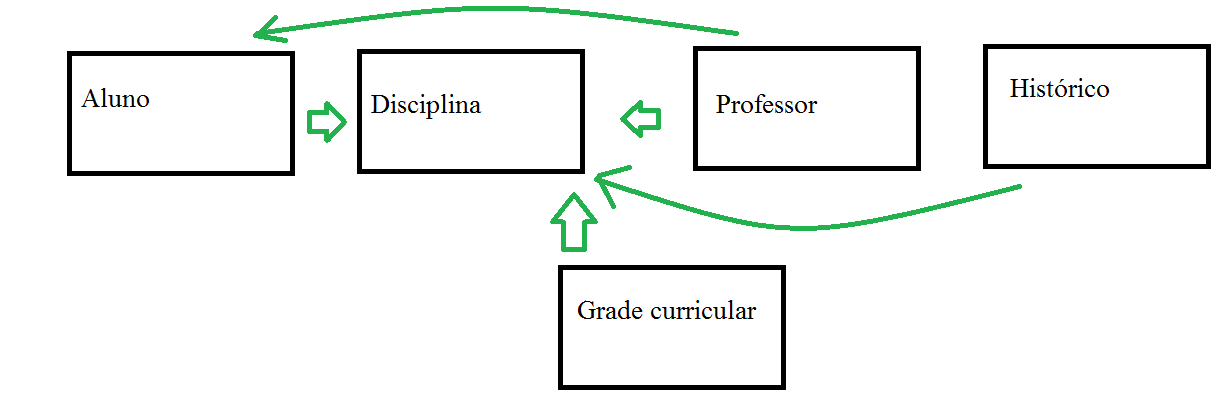 Aluno
Disciplina
Professor
Histórico
Grade curricular